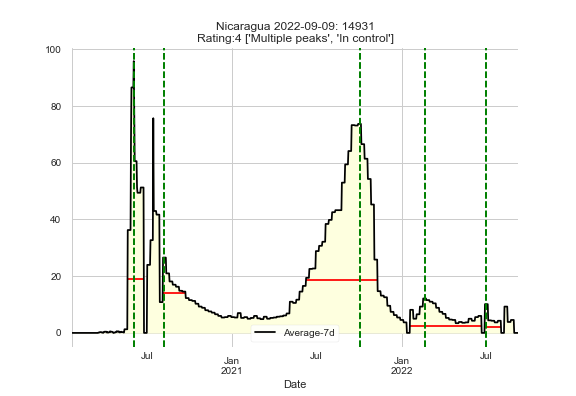 Nicaragua 2022-09-09: 14931
Rating:4 ['Multiple peaks', 'In control']
100
80
60
40
20
0
Average-7d
Jul
Jan
2021
Jul
Jan
2022
Jul
Date